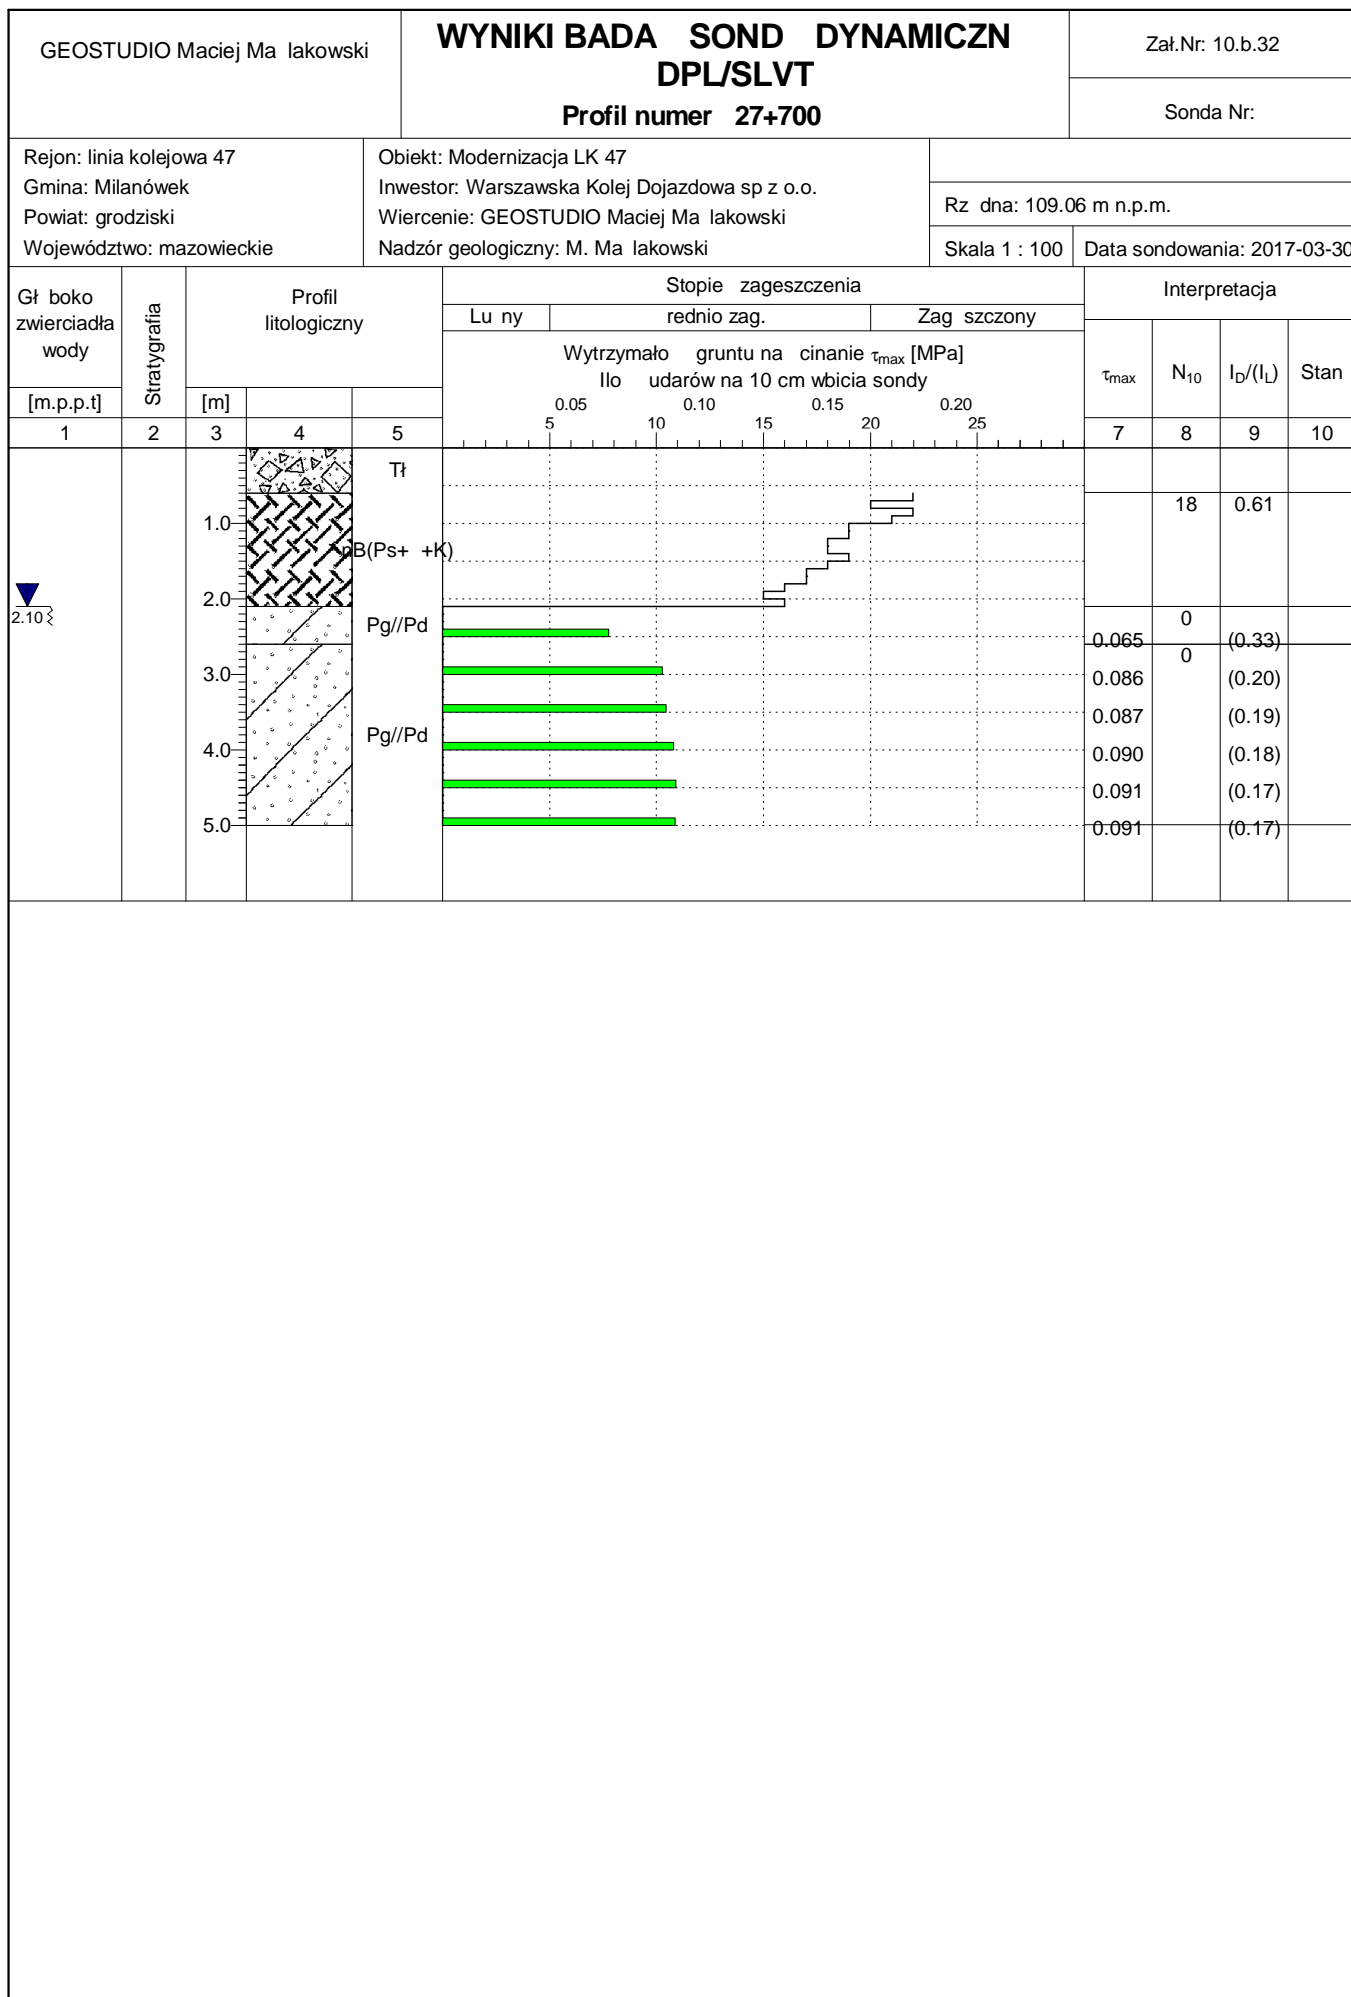 GEOSTUDIO Maciej Ma lakowski
WYNIKI BADA SOND DYNAMICZN
DPL/SLVT
Profil numer 27+700
Zał.Nr: 10.b.32
Sonda Nr:
Rejon: linia kolejowa 47
Gmina: Milanówek
Powiat: grodziski
Województwo: mazowieckie
Obiekt: Modernizacja LK 47
Inwestor: Warszawska Kolej Dojazdowa sp z o.o.
Wiercenie: GEOSTUDIO Maciej Ma lakowski
Nadzór geologiczny: M. Ma lakowski
Rz dna: 109.06 m n.p.m.
Skala 1 : 100
Data sondowania: 2017-03-30
Gł boko
zwierciadła
wody
[m.p.p.t]
Stratygrafia
Profil
litologiczny
[m]
Stopie zageszczenia
Lu ny
rednio zag.
Zag szczony
Wytrzymało gruntu na cinanie τmax [MPa]
Ilo udarów na 10 cm wbicia sondy
0.05 0.10 0.15 0.20
5 10 15 20 25
Interpretacja
τmax N10 ID/(IL) Stan
1 2 3 4 5 7 8 9 10
Tł
18 0.61
1.0
nB(Ps+ +K)
2.0
2.10
Pg//Pd
0
0.065 (0.33)
0
3.0
0.086 (0.20)
0.087 (0.19)
Pg//Pd
4.0
0.090 (0.18)
0.091 (0.17)
5.0
0.091 (0.17)